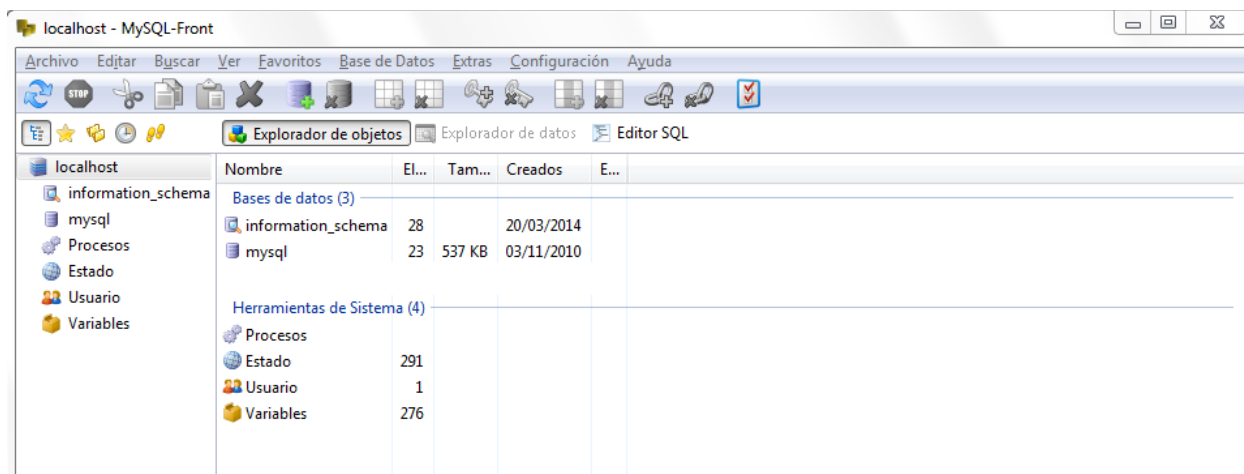 localhost - MySQL-Front
Archivo Editar Buscar Ver Favoritos Base de Datos Extras Configuración Ayuda
STOP
Explorador de objetos Explorador de datos Editor SQL
localhost
information_schema
mysql
Procesos
Estado
Usuario
Variables
Nombre El... Tam... Creados E...
Bases de datos (3)
information_schema 28 20/03/2014
mysql 23 537 KB 03/11/2010
Herramientas de Sistema (4)
Procesos
Estado 291
Usuario 1
Variables 276